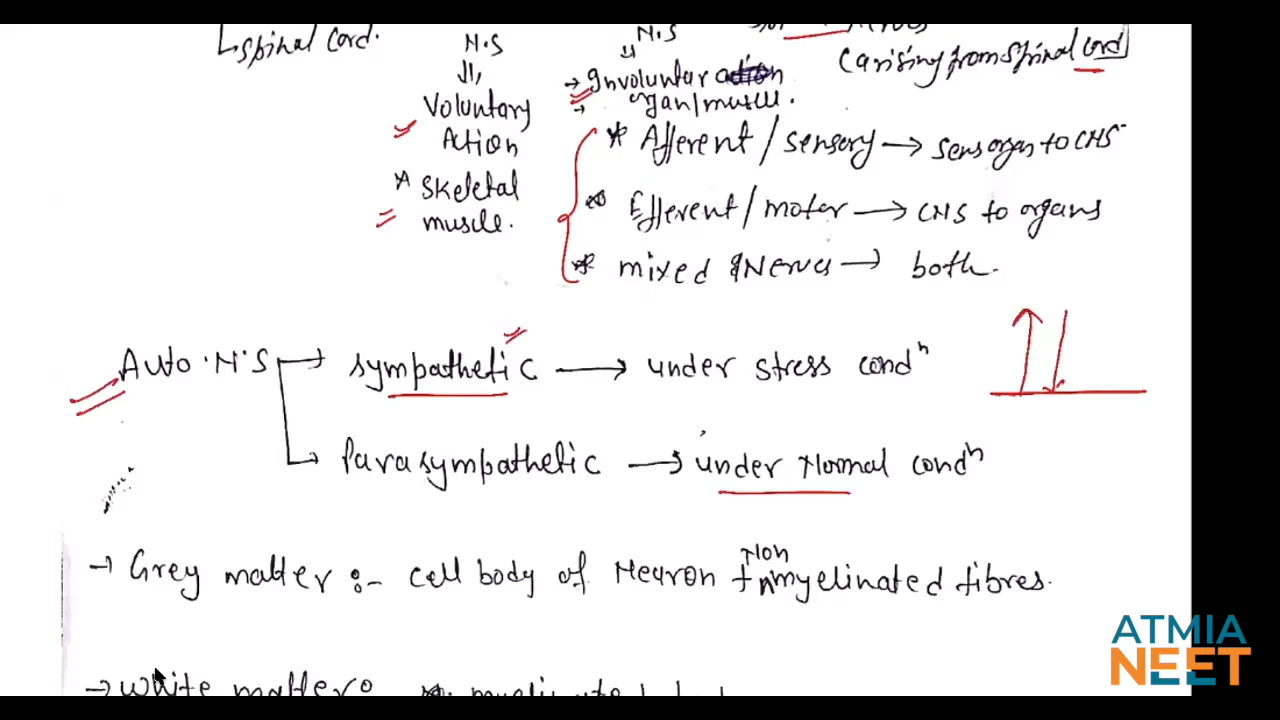 ↳spinal cord.
N.S
N.S
(arising from spinal cord)
Voluntary
Action
* Skeletal
muscle.
→ Involuntar action
→ organ/muscle.
* Afferent / sensory → sens organ to CNS
* Efferent / motor → CNS to organs
* mixed Nerves → both.
Auto.N.S → sympathetic → under stress condⁿ
↳ Parasympathetic → under Normal condⁿ
→ Grey matter :- cell body of Neuron + Non myelinated fibres.
→ White matter
ATMIA
NEET